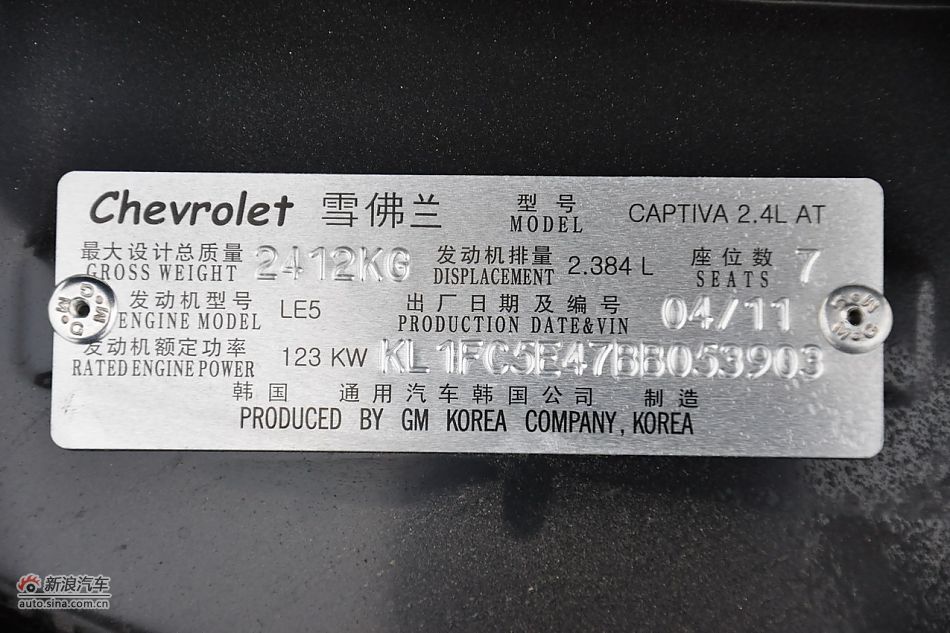 Chevrolet 雪佛兰 型号 MODEL CAPTIVA 2.4L AT
最大设计总质量 GROSS WEIGHT 2412KG 发动机排量 DISPLACEMENT 2.384 L 座位数 SEATS 7
发动机型号 ENGINE MODEL LE5 出厂日期及编号 PRODUCTION DATE&VIN 04/11
发动机额定功率 RATED ENGINE POWER 123 KW KL1FC5E47BB053903
韩国 通用汽车韩国公司 制造
PRODUCED BY GM KOREA COMPANY, KOREA
新浪汽车
auto.sina.com.cn